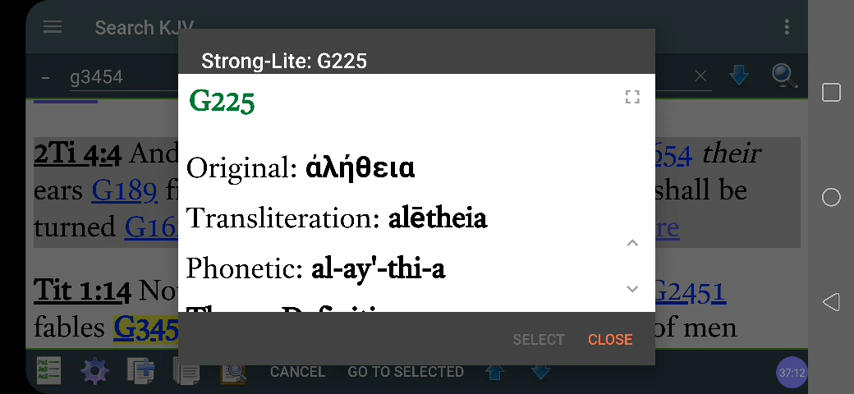 Search KJV
Strong-Lite: G225
- g3454
G225
2Ti 4:4 And
654 their
Original: ἀλήθεια
ears G189
shall be
Transliteration: alētheia
turned
re
Phonetic: al-ay'-thi-a
Tit 1:14
G2451
fables G345
of men
SELECT CLOSE
CANCEL GO TO SELECTED
37:12